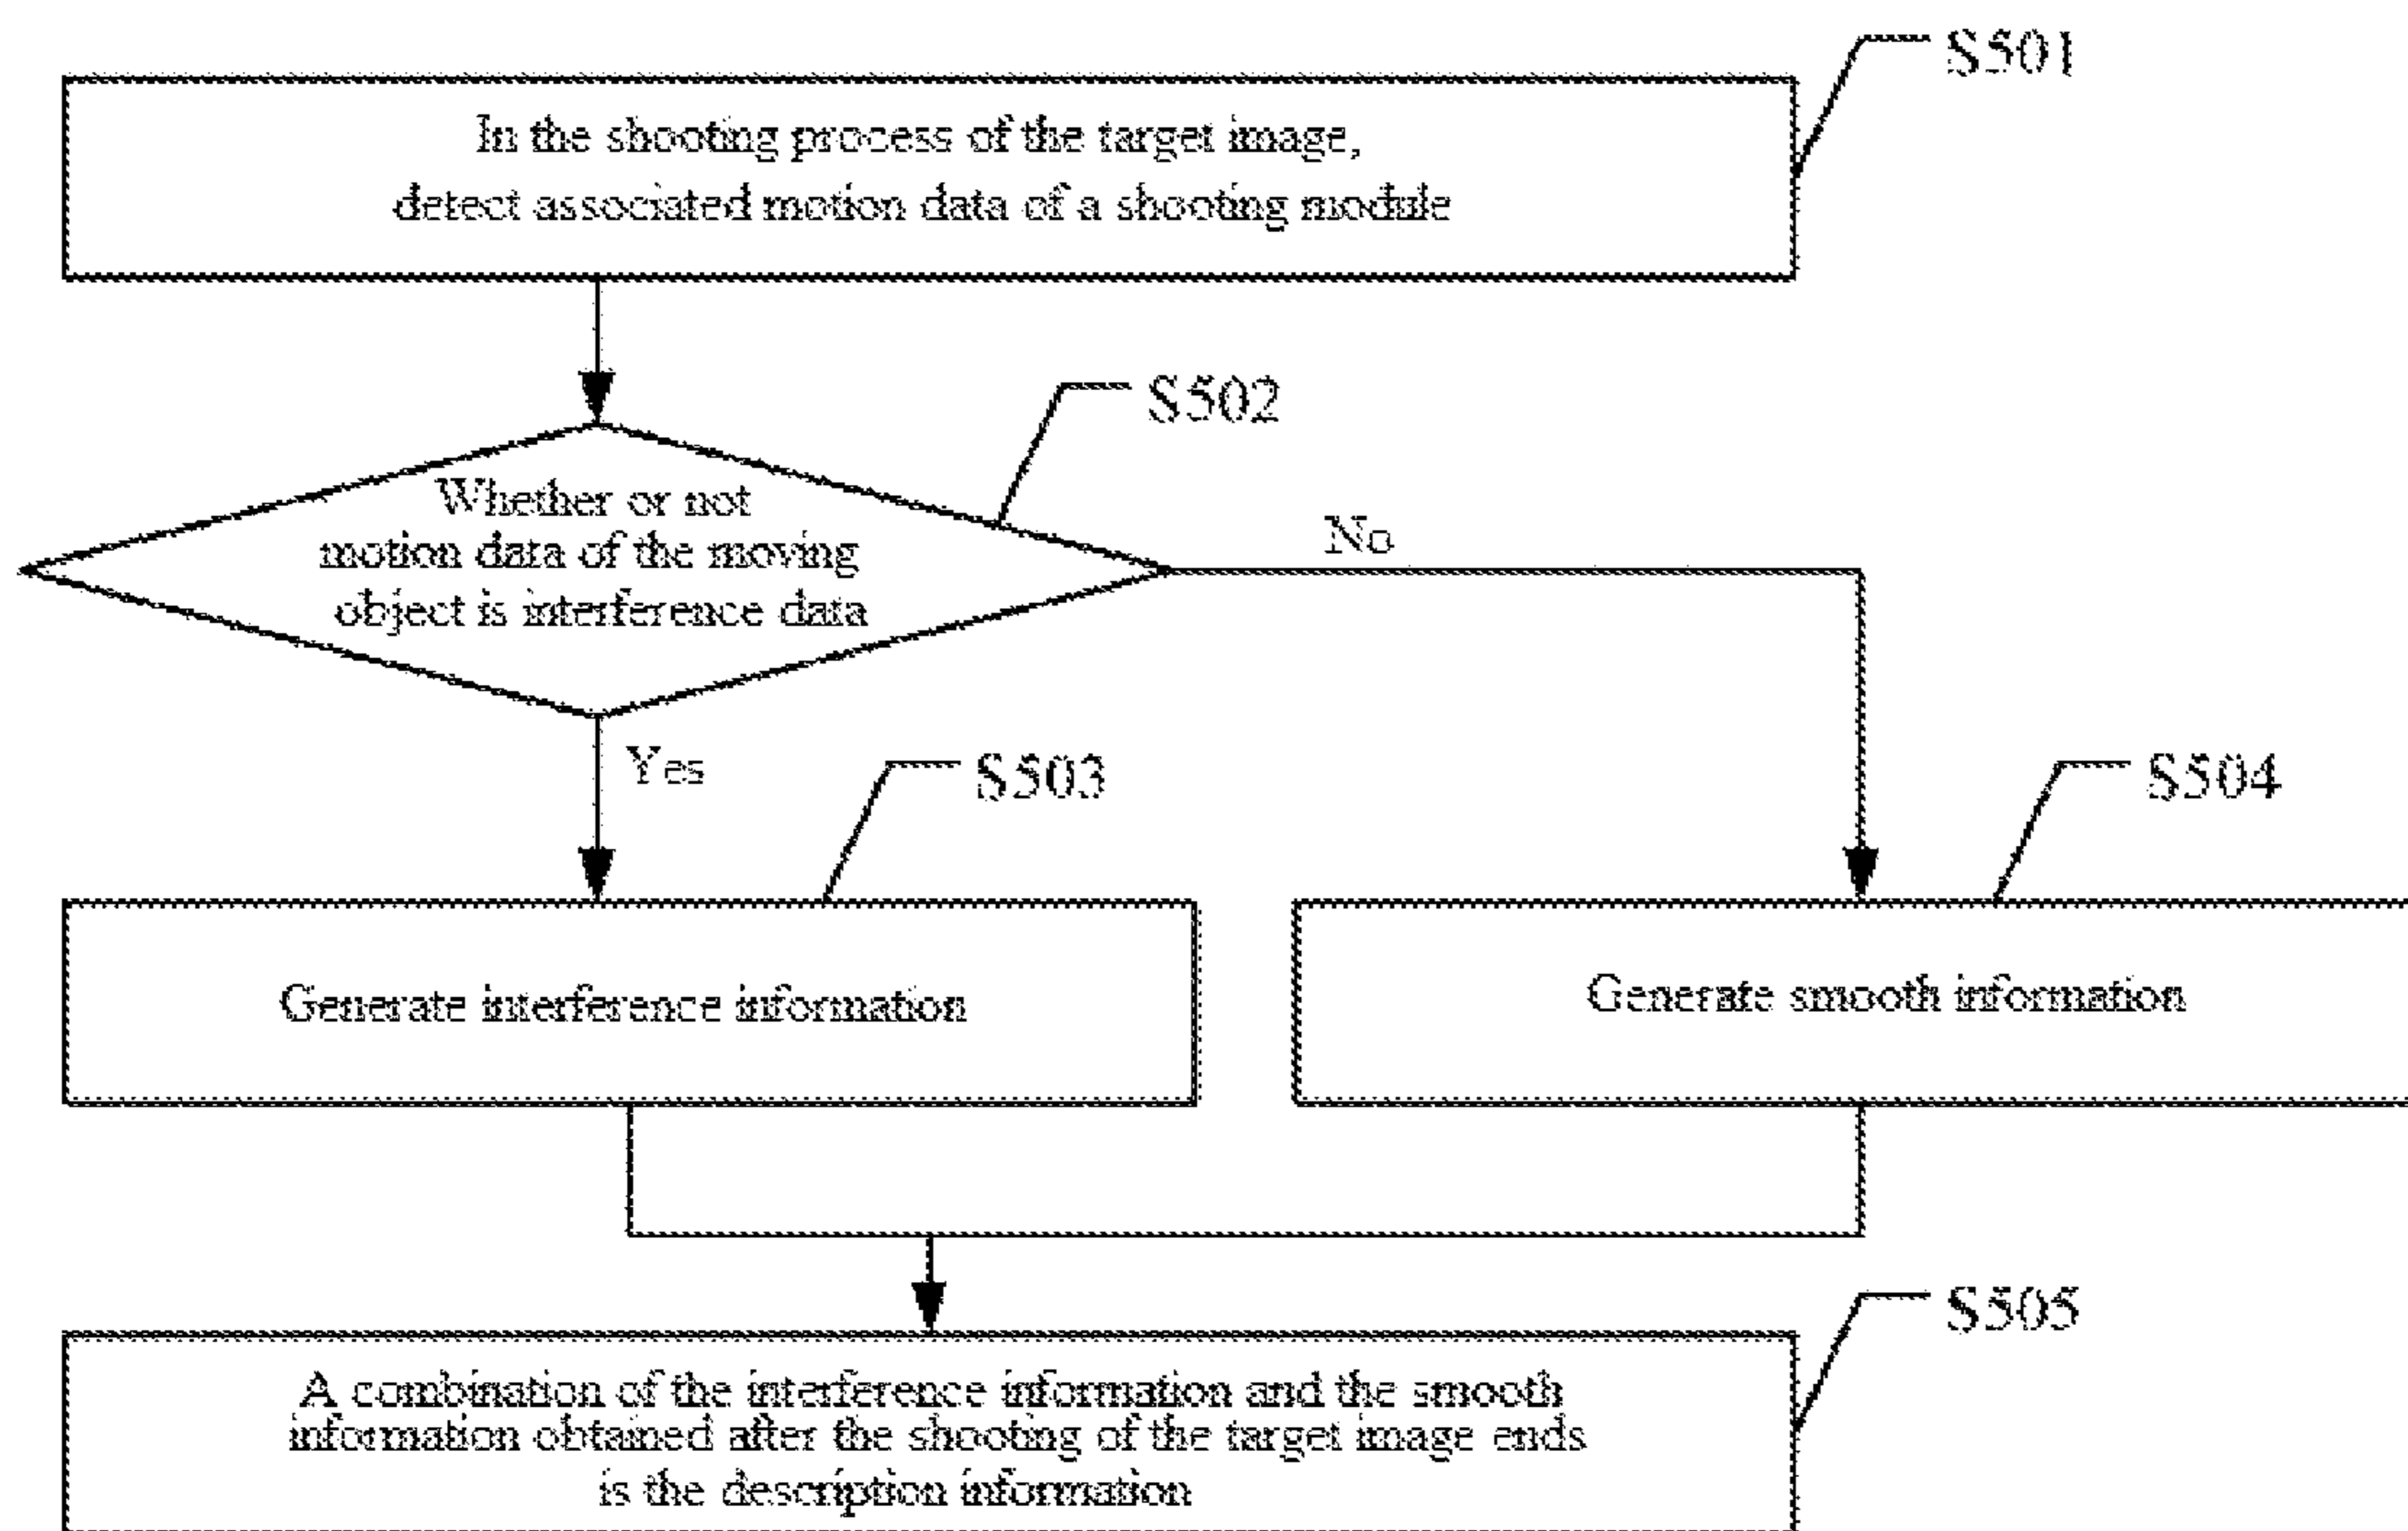 S501
In the shooting process of the target image,
detect associated motion data of a shooting module
S502
Whether or not
motion data of the moving
object is interference data
No
Yes
S503
S504
Generate interference information
Generate smooth information
S505
A combination of the interference information and the smooth
information obtained after the shooting of the target image ends
is the description information